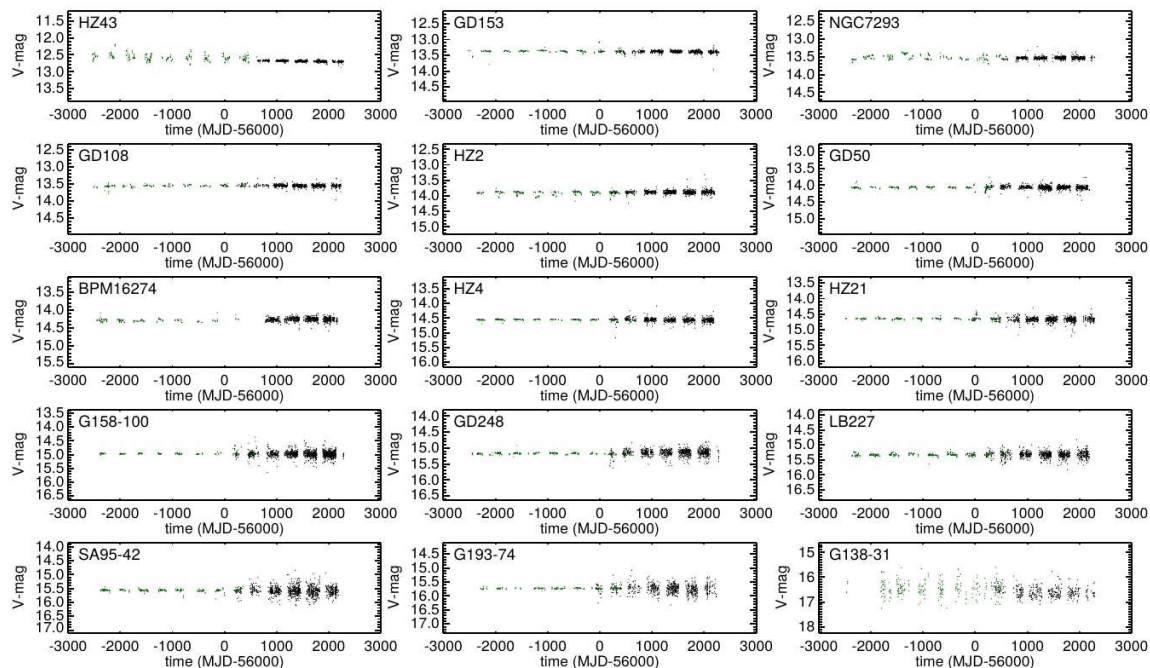 HZ43
11.5
12.0
12.5
13.0
13.5
V-mag
-3000 -2000 -1000 0 1000 2000 3000
time (MJD-56000)
GD153
12.5
13.0
13.5
14.0
14.5
V-mag
-3000 -2000 -1000 0 1000 2000 3000
time (MJD-56000)
NGC7293
12.5
13.0
13.5
14.0
14.5
V-mag
-3000 -2000 -1000 0 1000 2000 3000
time (MJD-56000)
GD108
12.5
13.0
13.5
14.0
14.5
V-mag
-3000 -2000 -1000 0 1000 2000 3000
time (MJD-56000)
HZ2
12.5
13.0
13.5
14.0
14.5
15.0
V-mag
-3000 -2000 -1000 0 1000 2000 3000
time (MJD-56000)
GD50
13.0
13.5
14.0
14.5
15.0
V-mag
-3000 -2000 -1000 0 1000 2000 3000
time (MJD-56000)
BPM16274
13.5
14.0
14.5
15.0
15.5
V-mag
-3000 -2000 -1000 0 1000 2000 3000
time (MJD-56000)
HZ4
13.5
14.0
14.5
15.0
15.5
V-mag
-3000 -2000 -1000 0 1000 2000 3000
time (MJD-56000)
HZ21
13.5
14.0
14.5
15.0
15.5
16.0
V-mag
-3000 -2000 -1000 0 1000 2000 3000
time (MJD-56000)
G158-100
13.5
14.0
14.5
15.0
15.5
16.0
16.5
V-mag
-3000 -2000 -1000 0 1000 2000 3000
time (MJD-56000)
GD248
14.0
14.5
15.0
15.5
16.0
16.5
V-mag
-3000 -2000 -1000 0 1000 2000 3000
time (MJD-56000)
LB227
14.0
14.5
15.0
15.5
16.0
16.5
V-mag
-3000 -2000 -1000 0 1000 2000 3000
time (MJD-56000)
SA95-42
14.0
14.5
15.0
15.5
16.0
16.5
17.0
V-mag
-3000 -2000 -1000 0 1000 2000 3000
time (MJD-56000)
G193-74
14.5
15.0
15.5
16.0
16.5
17.0
V-mag
-3000 -2000 -1000 0 1000 2000 3000
time (MJD-56000)
G138-31
15
16
17
18
V-mag
-3000 -2000 -1000 0 1000 2000 3000
time (MJD-56000)